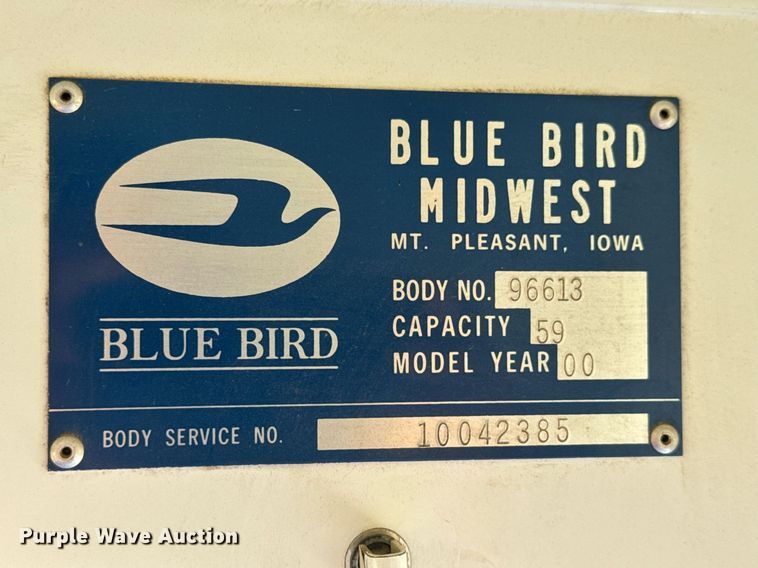 BLUE BIRD
MIDWEST
MT. PLEASANT, IOWA
BODY NO. 96613
CAPACITY 59
MODEL YEAR 00
BLUE BIRD
BODY SERVICE NO. 10042385
Purple Wave Auction